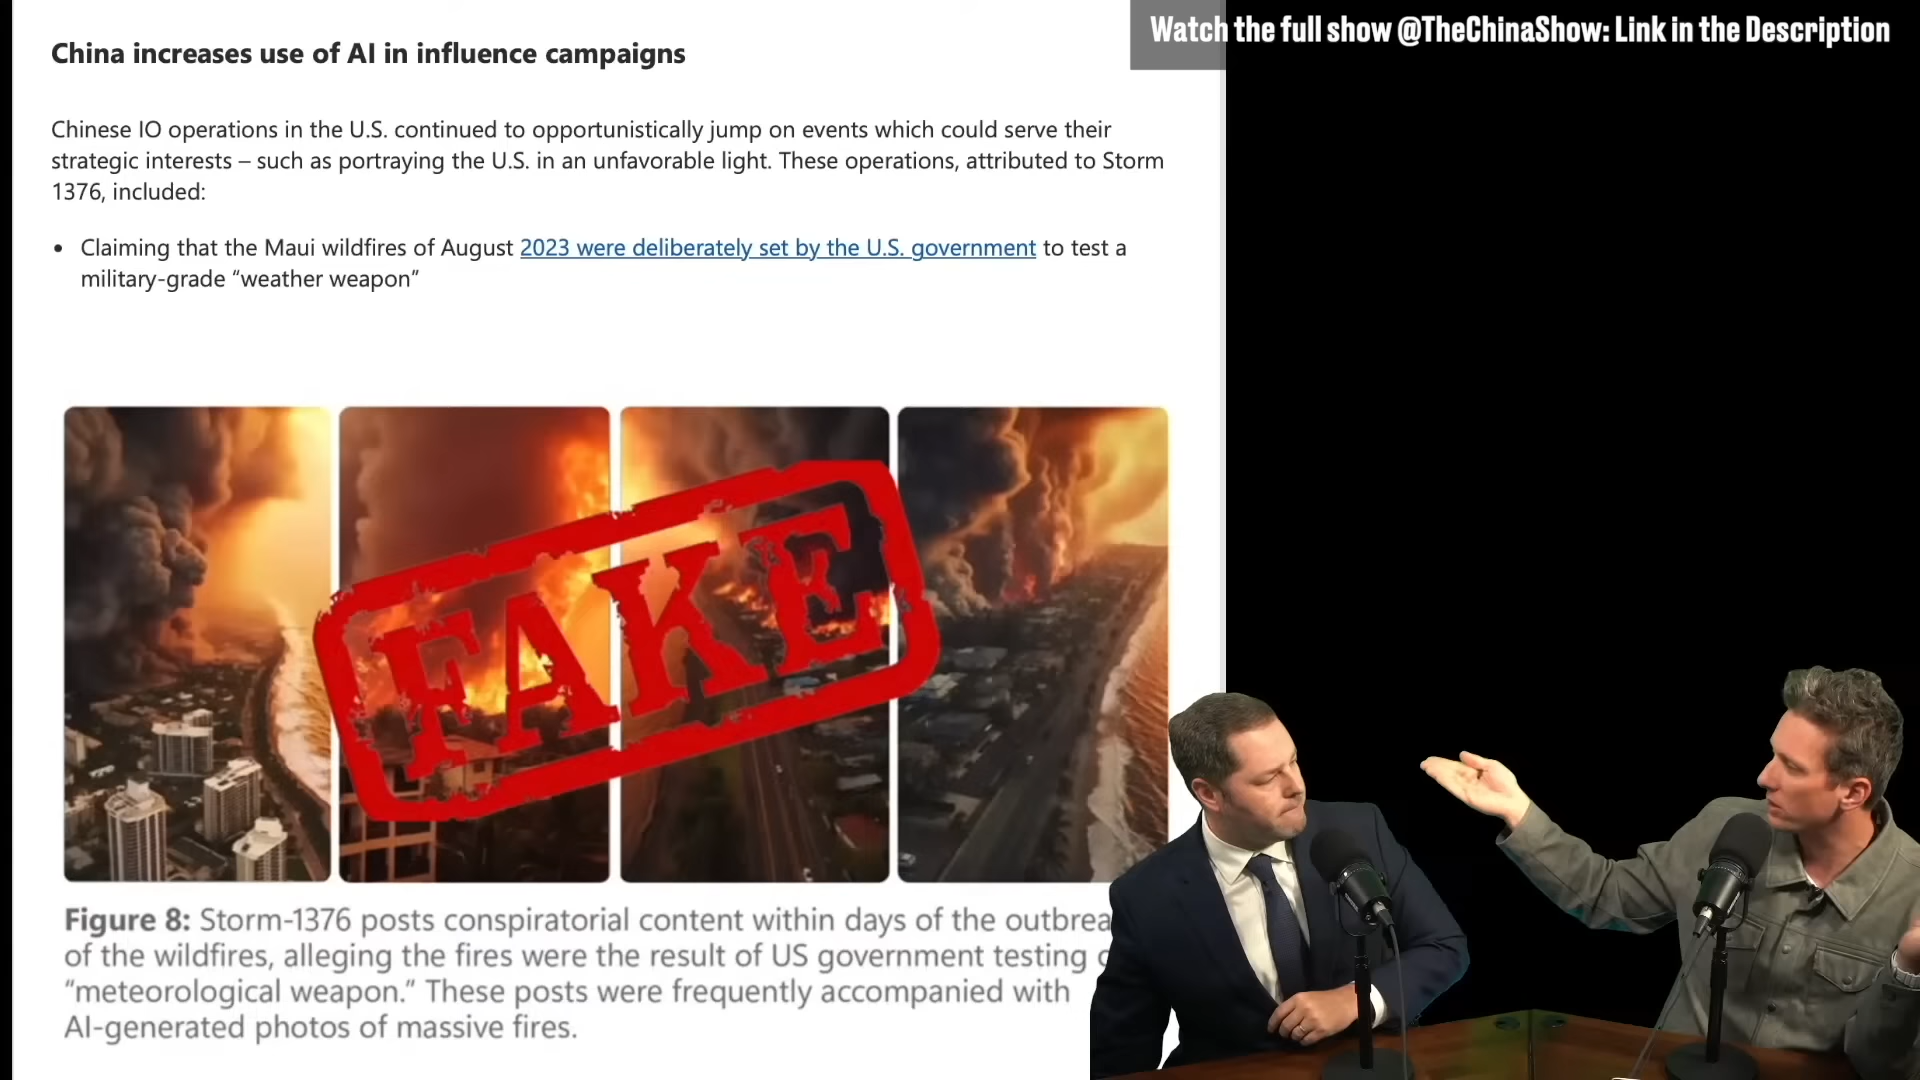 Watch the full show @TheChinaShow: Link in the Description
China increases use of AI in influence campaigns
Chinese IO operations in the U.S. continued to opportunistically jump on events which could serve their
strategic interests – such as portraying the U.S. in an unfavorable light. These operations, attributed to Storm
1376, included:
• Claiming that the Maui wildfires of August 2023 were deliberately set by the U.S. government to test a
military-grade “weather weapon”
FAKE
Figure 8: Storm-1376 posts conspiratorial content within days of the outbrea
of the wildfires, alleging the fires were the result of US government testing
“meteorological weapon.” These posts were frequently accompanied with
AI-generated photos of massive fires.